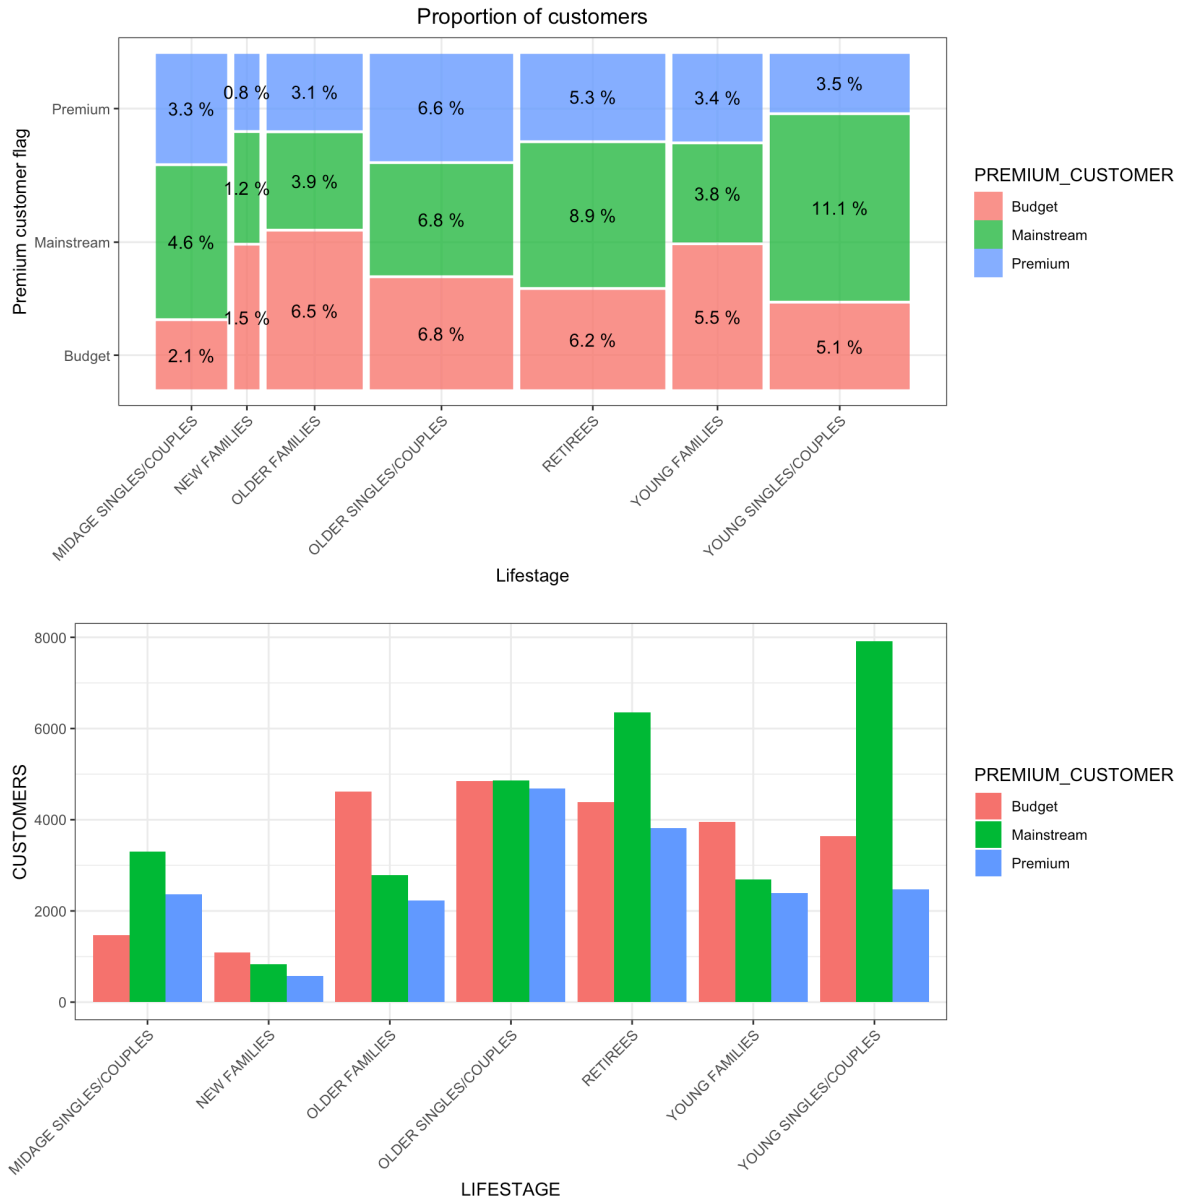 Proportion of customers
Premium customer flag
Premium
Mainstream
Budget
3.3 %
0.8 %
3.1 %
6.6 %
5.3 %
3.4 %
3.5 %
4.6 %
1.2 %
3.9 %
6.8 %
8.9 %
3.8 %
11.1 %
2.1 %
1.5 %
6.5 %
6.8 %
6.2 %
5.5 %
5.1 %
MIDAGE SINGLES/COUPLES
NEW FAMILIES
OLDER FAMILIES
OLDER SINGLES/COUPLES
RETIREES
YOUNG FAMILIES
YOUNG SINGLES/COUPLES
Lifestage
PREMIUM_CUSTOMER
Budget
Mainstream
Premium
CUSTOMERS
8000
6000
4000
2000
0
MIDAGE SINGLES/COUPLES
NEW FAMILIES
OLDER FAMILIES
OLDER SINGLES/COUPLES
RETIREES
YOUNG FAMILIES
YOUNG SINGLES/COUPLES
LIFESTAGE
PREMIUM_CUSTOMER
Budget
Mainstream
Premium